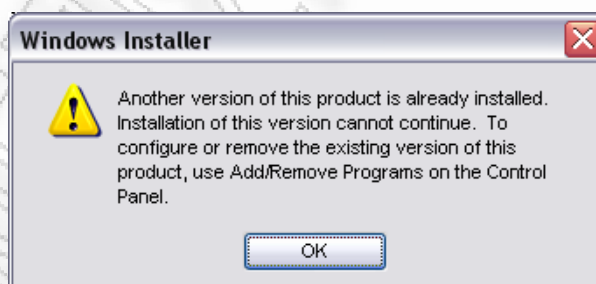 Windows Installer
Another version of this product is already installed.
Installation of this version cannot continue.  To
configure or remove the existing version of this
product, use Add/Remove Programs on the Control
Panel.
OK